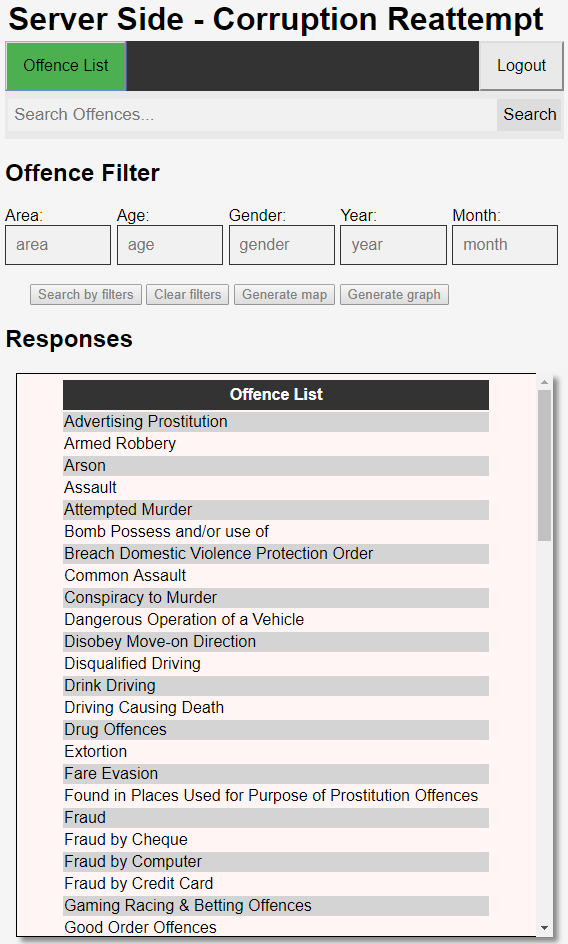 Server Side - Corruption Reattempt
Offence List Logout
Search Offences... Search
Offence Filter
Area: Age: Gender: Year: Month:
area age gender year month
Search by filters Clear filters Generate map Generate graph
Responses
Offence List
Advertising Prostitution
Armed Robbery
Arson
Assault
Attempted Murder
Bomb Possess and/or use of
Breach Domestic Violence Protection Order
Common Assault
Conspiracy to Murder
Dangerous Operation of a Vehicle
Disobey Move-on Direction
Disqualified Driving
Drink Driving
Driving Causing Death
Drug Offences
Extortion
Fare Evasion
Found in Places Used for Purpose of Prostitution Offences
Fraud
Fraud by Cheque
Fraud by Computer
Fraud by Credit Card
Gaming Racing & Betting Offences
Good Order Offences